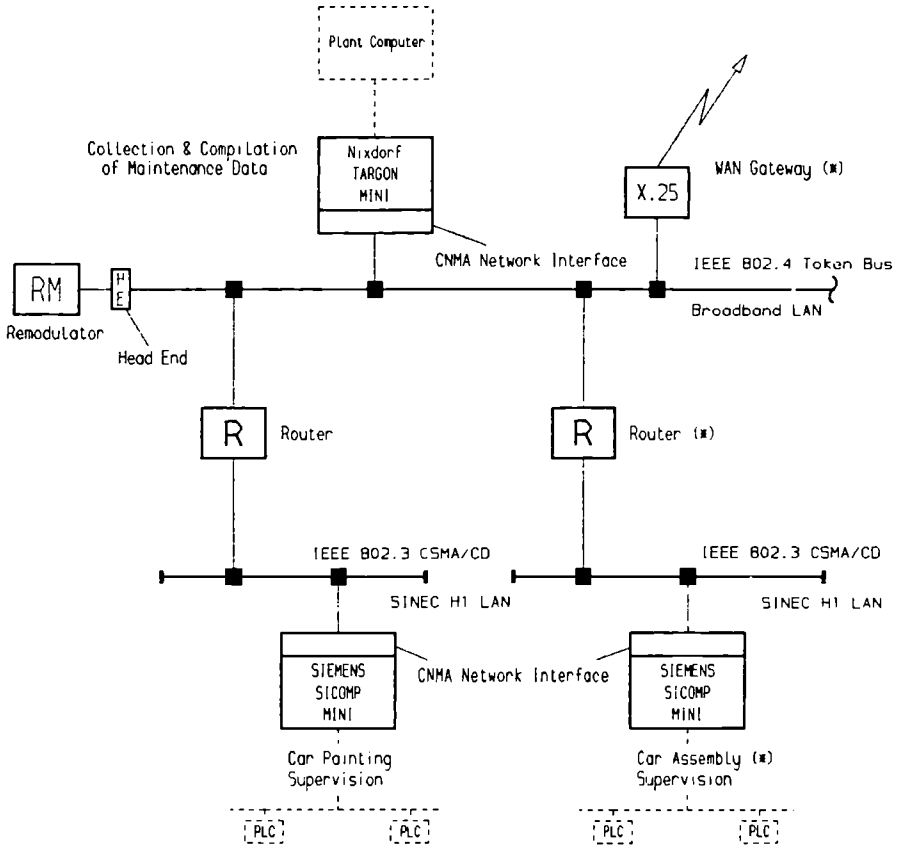 Plant Computer
Collection & Compilation
of Maintenance Data
Nixdorf
TARGON
MINI
WAN Gateway (*)
X.25
CNMA Network Interface
IEEE 802.4 Token Bus
Broadband LAN
RM
HE
Remodulator
Head End
R
Router
R
Router (*)
IEEE 802.3 CSMA/CD
SINEC H1 LAN
IEEE 802.3 CSMA/CD
SINEC H1 LAN
CNMA Network Interface
SIEMENS
SICOMP
MINI
SIEMENS
SICOMP
MINI
Car Painting
Supervision
Car Assembly (*)
Supervision
PLC
PLC
PLC
PLC